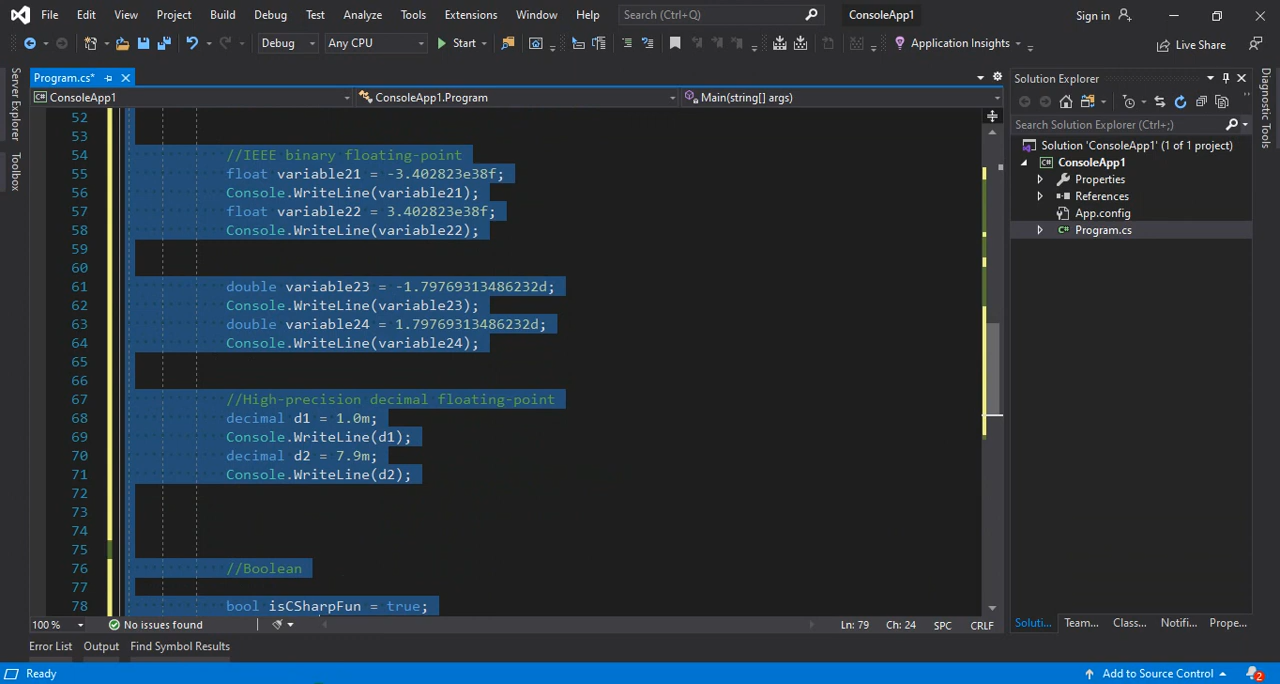 File Edit View Project Build Debug Test Analyze Tools Extensions Window Help Search (Ctrl+Q) ConsoleApp1 Sign in
Debug Any CPU Start Application Insights Live Share
Program.cs* Solution Explorer
ConsoleApp1 ConsoleApp1.Program Main(string[] args)
Server Explorer
Toolbox
52
53
54 //IEEE binary floating-point
55 float variable21 = -3.402823e38f;
56 Console.WriteLine(variable21);
57 float variable22 = 3.402823e38f;
58 Console.WriteLine(variable22);
59
60
61 double variable23 = -1.79769313486232d;
62 Console.WriteLine(variable23);
63 double variable24 = 1.79769313486232d;
64 Console.WriteLine(variable24);
65
66
67 //High-precision decimal floating-point
68 decimal d1 = 1.0m;
69 Console.WriteLine(d1);
70 decimal d2 = 7.9m;
71 Console.WriteLine(d2);
72
73
74
75
76 //Boolean
77
78 bool isCSharpFun = true;
Search Solution Explorer (Ctrl+;)
Solution 'ConsoleApp1' (1 of 1 project)
ConsoleApp1
Properties
References
App.config
C# Program.cs
Diagnostic Tools
100 % No issues found Ln: 79 Ch: 24 SPC CRLF
Soluti... Team... Class... Notifi... Prope...
Error List Output Find Symbol Results
Ready Add to Source Control 2